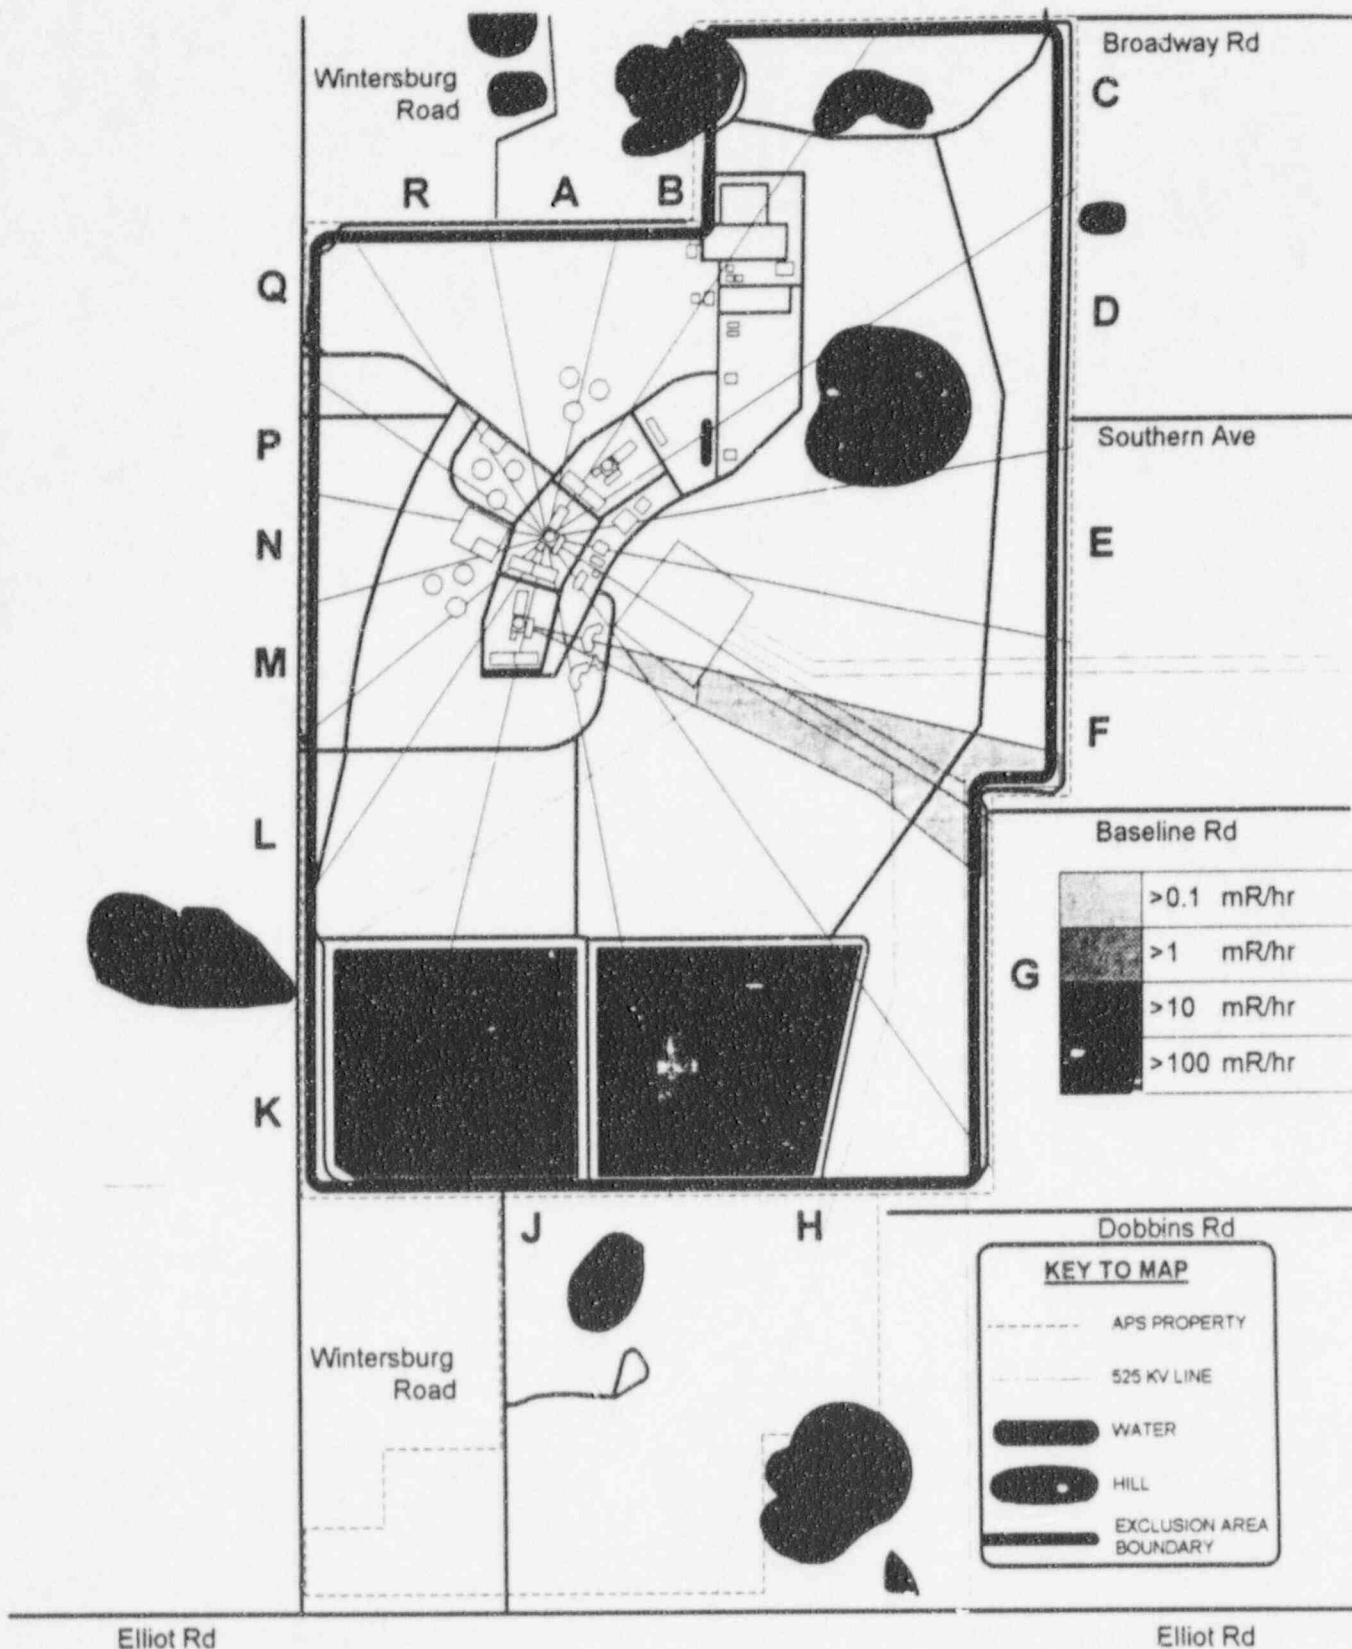 Broadway Rd
Wintersburg
Road
C
R
A
B
Q
D
P
Southern Ave
N
E
M
F
L
Baseline Rd
>0.1 mR/hr
>1 mR/hr
G
>10 mR/hr
>100 mR/hr
K
J
H
Dobbins Rd
KEY TO MAP
APS PROPERTY
525 KV LINE
WATER
HILL
EXCLUSION AREA
BOUNDARY
Wintersburg
Road
Elliot Rd
Elliot Rd